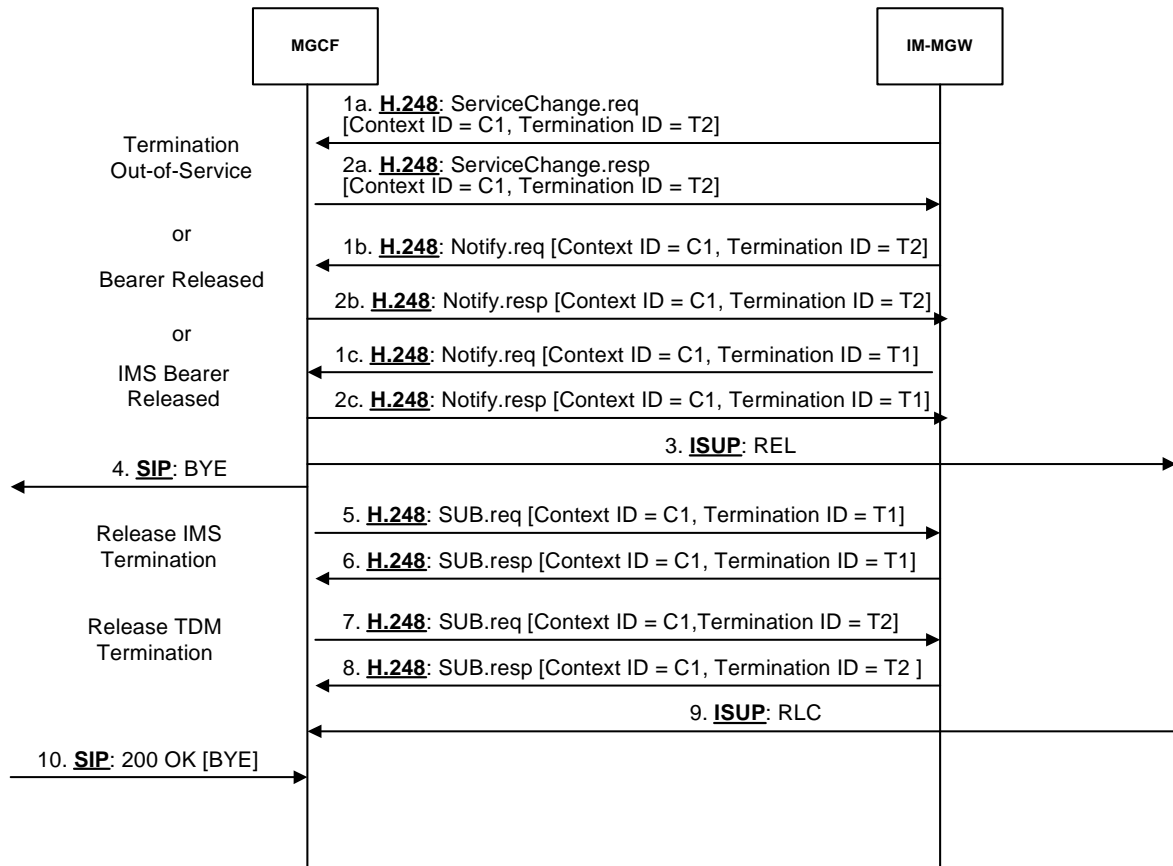 MGCF
IM-MGW
1a. H.248: ServiceChange.req
[Context ID = C1, Termination ID = T2]
Termination
Out-of-Service
2a. H.248: ServiceChange.resp
[Context ID = C1, Termination ID = T2]
or
1b. H.248: Notify.req [Context ID = C1, Termination ID = T2]
Bearer Released
2b. H.248: Notify.resp [Context ID = C1, Termination ID = T2]
or
1c. H.248: Notify.req [Context ID = C1, Termination ID = T1]
IMS Bearer
Released
2c. H.248: Notify.resp [Context ID = C1, Termination ID = T1]
3. ISUP: REL
4. SIP: BYE
5. H.248: SUB.req [Context ID = C1, Termination ID = T1]
Release IMS
Termination
6. H.248: SUB.resp [Context ID = C1, Termination ID = T1]
7. H.248: SUB.req [Context ID = C1,Termination ID = T2]
Release TDM
Termination
8. H.248: SUB.resp [Context ID = C1, Termination ID = T2 ]
9. ISUP: RLC
10. SIP: 200 OK [BYE]